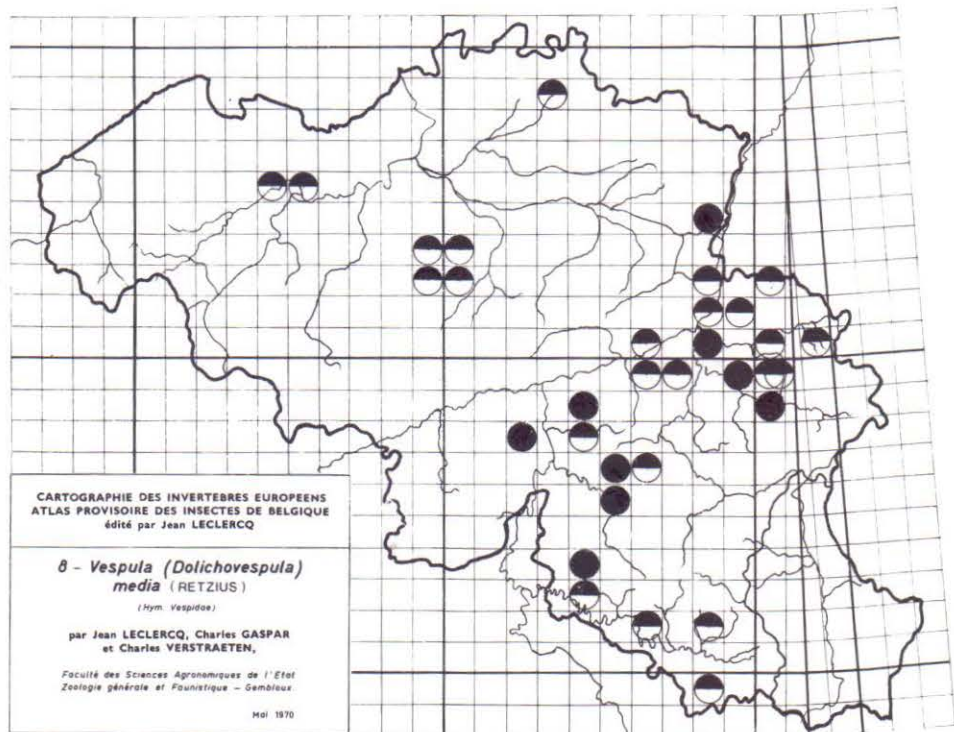 CARTOGRAPHIE DES INVERTEBRES EUROPEENS
ATLAS PROVISOIRE DES INSECTES DE BELGIQUE
édité par Jean LECLERCQ
8 - Vespula (Dolichovespula)
media (RETZIUS)
(Hym. Vespidae)
par Jean LECLERCQ, Charles GASPAR
et Charles VERSTRAETEN,
Faculté des Sciences Agronomiques de l'Etat
Zoologie générale et Faunistique - Gembloux
Mai 1970